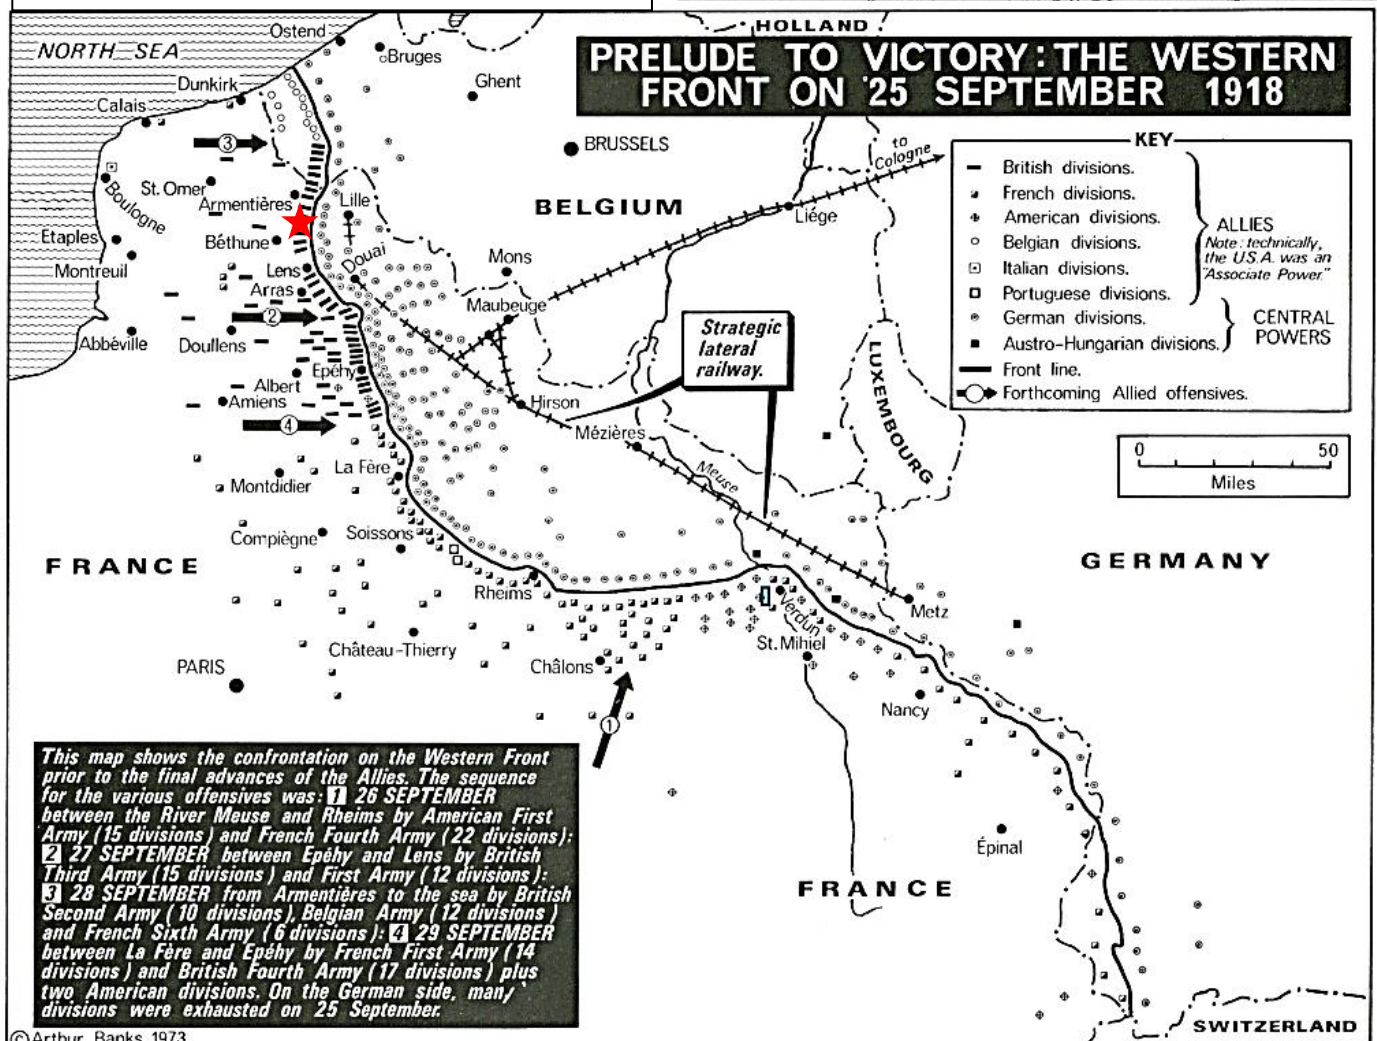 NORTH SEA
Ostend
Bruges
HOLLAND
Dunkirk
Ghent
Calais
PRELUDE TO VICTORY: THE WESTERN
FRONT ON 25 SEPTEMBER 1918
3
BRUSSELS
to
Cologne
Boulogne
St. Omer
Armentières
Lille
BELGIUM
Liége
Etaples
Béthune
Douai
Mons
Montreuil
Lens
Arras
Maubeuge
2
Abbéville
Doullens
Strategic
lateral
railway.
Epéhy
Albert
Amiens
Hirson
4
Mézières
LUXEMBOURG
La Fère
Meuse
Montdidier
Compiègne
Soissons
FRANCE
GERMANY
Rheims
Verdun
Metz
Château-Thierry
St. Mihiel
PARIS
Châlons
Nancy
1
Épinal
FRANCE
SWITZERLAND
KEY
British divisions.
French divisions.
American divisions.
Belgian divisions.
Italian divisions.
Portuguese divisions.
German divisions.
Austro-Hungarian divisions.
Front line.
Forthcoming Allied offensives.
ALLIES
Note: technically,
the U.S.A. was an
"Associate Power."
CENTRAL
POWERS
0 50
Miles
This map shows the confrontation on the Western Front
prior to the final advances of the Allies. The sequence
for the various offensives was: 1 26 SEPTEMBER
between the River Meuse and Rheims by American First
Army (15 divisions) and French Fourth Army (22 divisions):
2 27 SEPTEMBER between Epéhy and Lens by British
Third Army (15 divisions) and First Army (12 divisions):
3 28 SEPTEMBER from Armentières to the sea by British
Second Army (10 divisions), Belgian Army (12 divisions)
and French Sixth Army (6 divisions): 4 29 SEPTEMBER
between La Fère and Epéhy by French First Army (14
divisions) and British Fourth Army (17 divisions) plus
two American divisions. On the German side, many
divisions were exhausted on 25 September.
© Arthur Banks 1973